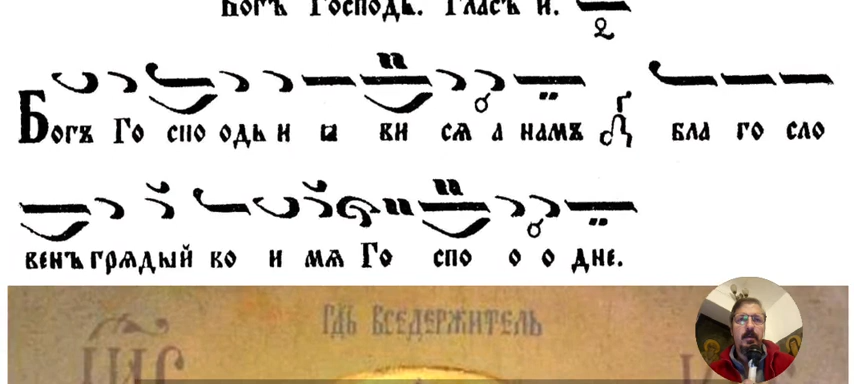 Богъ Господь. Гласъ и҃.
Богъ Го спо одь и ꙗ ви сѧ а намъ бла го сло
венъ грѧдый во и мѧ Го спо о о дне.
ГД҃Ь ВСЕДЕРЖИТЕЛЬ